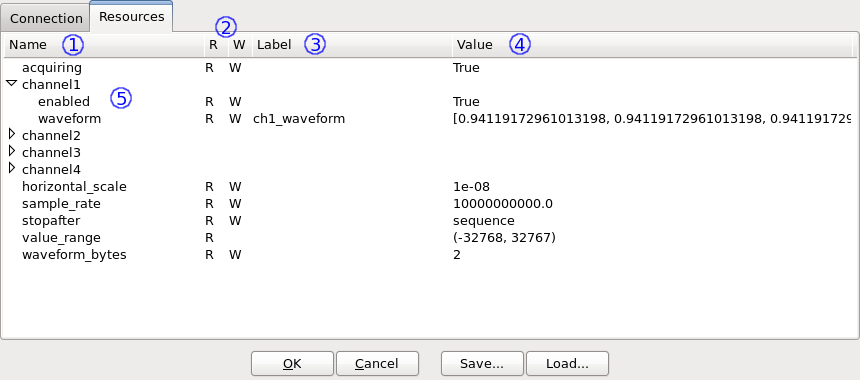 Connection Resources
2
Name 1 R W Label 3 Value 4
acquiring R W True
channel1
enabled 5 R W True
waveform R W ch1_waveform [0.94119172961013198, 0.94119172961013198, 0.941191729
channel2
channel3
channel4
horizontal_scale R W 1e-08
sample_rate R W 10000000000.0
stopafter R W sequence
value_range R (-32768, 32767)
waveform_bytes R W 2
OK Cancel Save... Load...